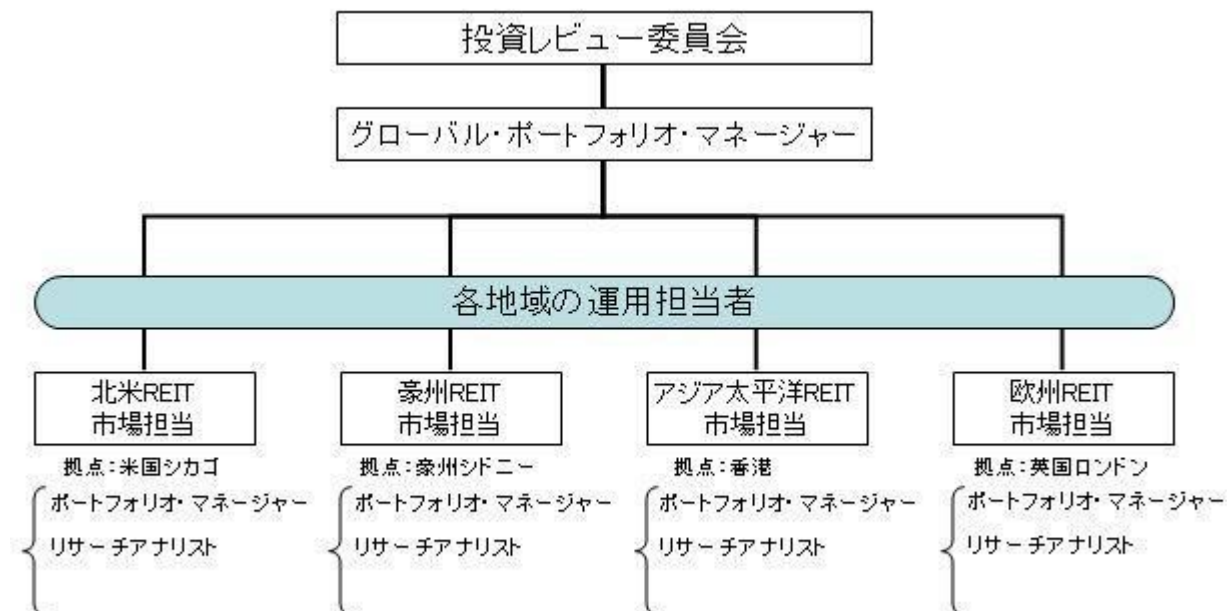 投資レビュー委員会
グローバル・ポートフォリオ・マネージャー
各地域の運用担当者
北米REIT
市場担当
拠点：米国シカゴ
ポートフォリオ・マネージャー
リサーチアナリスト
豪州REIT
市場担当
拠点：豪州シドニー
ポートフォリオ・マネージャー
リサーチアナリスト
アジア太平洋REIT
市場担当
拠点：香港
ポートフォリオ・マネージャー
リサーチアナリスト
欧州REIT
市場担当
拠点：英国ロンドン
ポートフォリオ・マネージャー
リサーチアナリスト